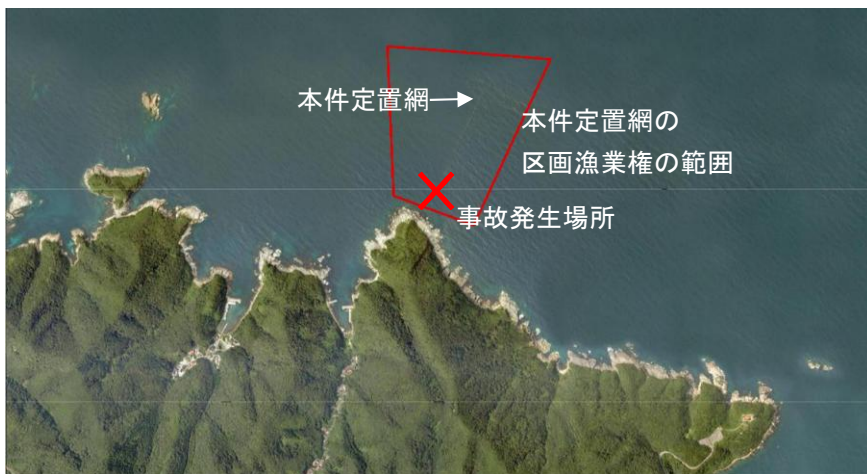 本件定置網
本件定置網の
区画漁業権の範囲
事故発生場所